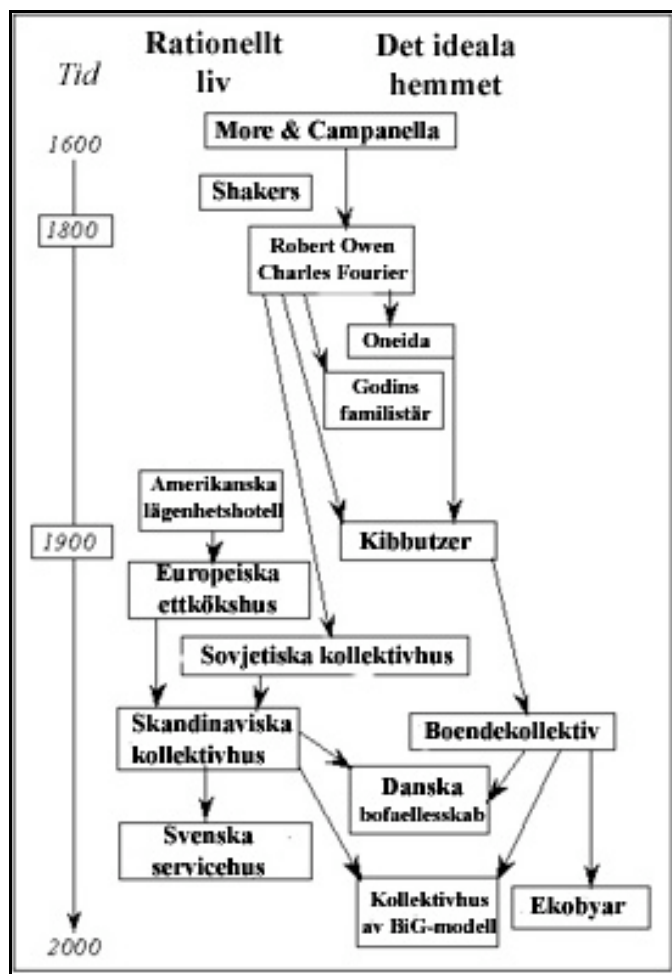 Rationellt
liv
Det ideala
hemmet
Tid
More & Campanella
1600
Shakers
1800
Robert Owen
Charles Fourier
Oneida
Godins
familistär
Amerikanska
lägenhetshotell
1900
Kibbutzer
Europeiska
ettkökshus
Sovjetiska kollektivhus
Skandinaviska
kollektivhus
Boendekollektiv
Danska
bofaellesskab
Svenska
servicehus
Kollektivhus
av BiG-modell
Ekobyar
2000